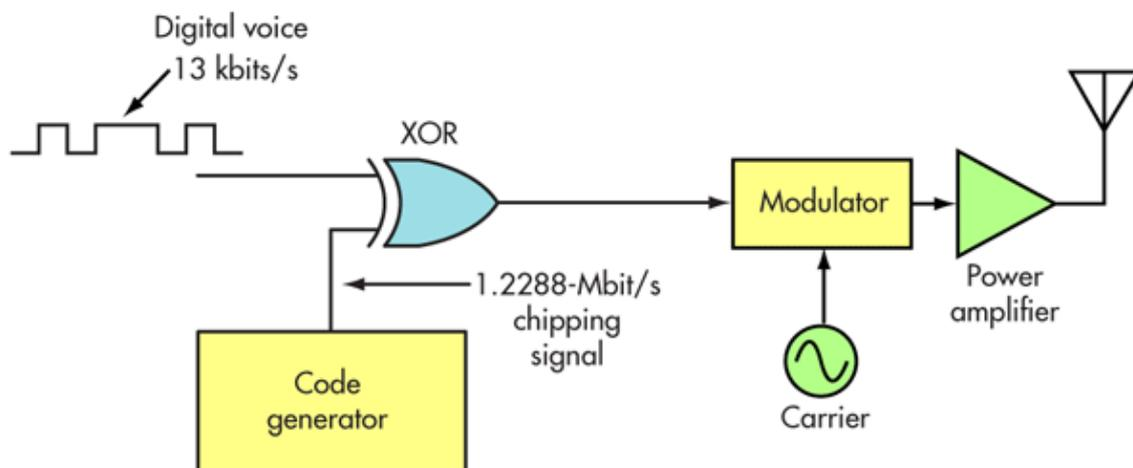 Digital voice
13 kbits/s
XOR
Modulator
Power
amplifier
1.2288-Mbit/s
chipping
signal
Code
generator
Carrier